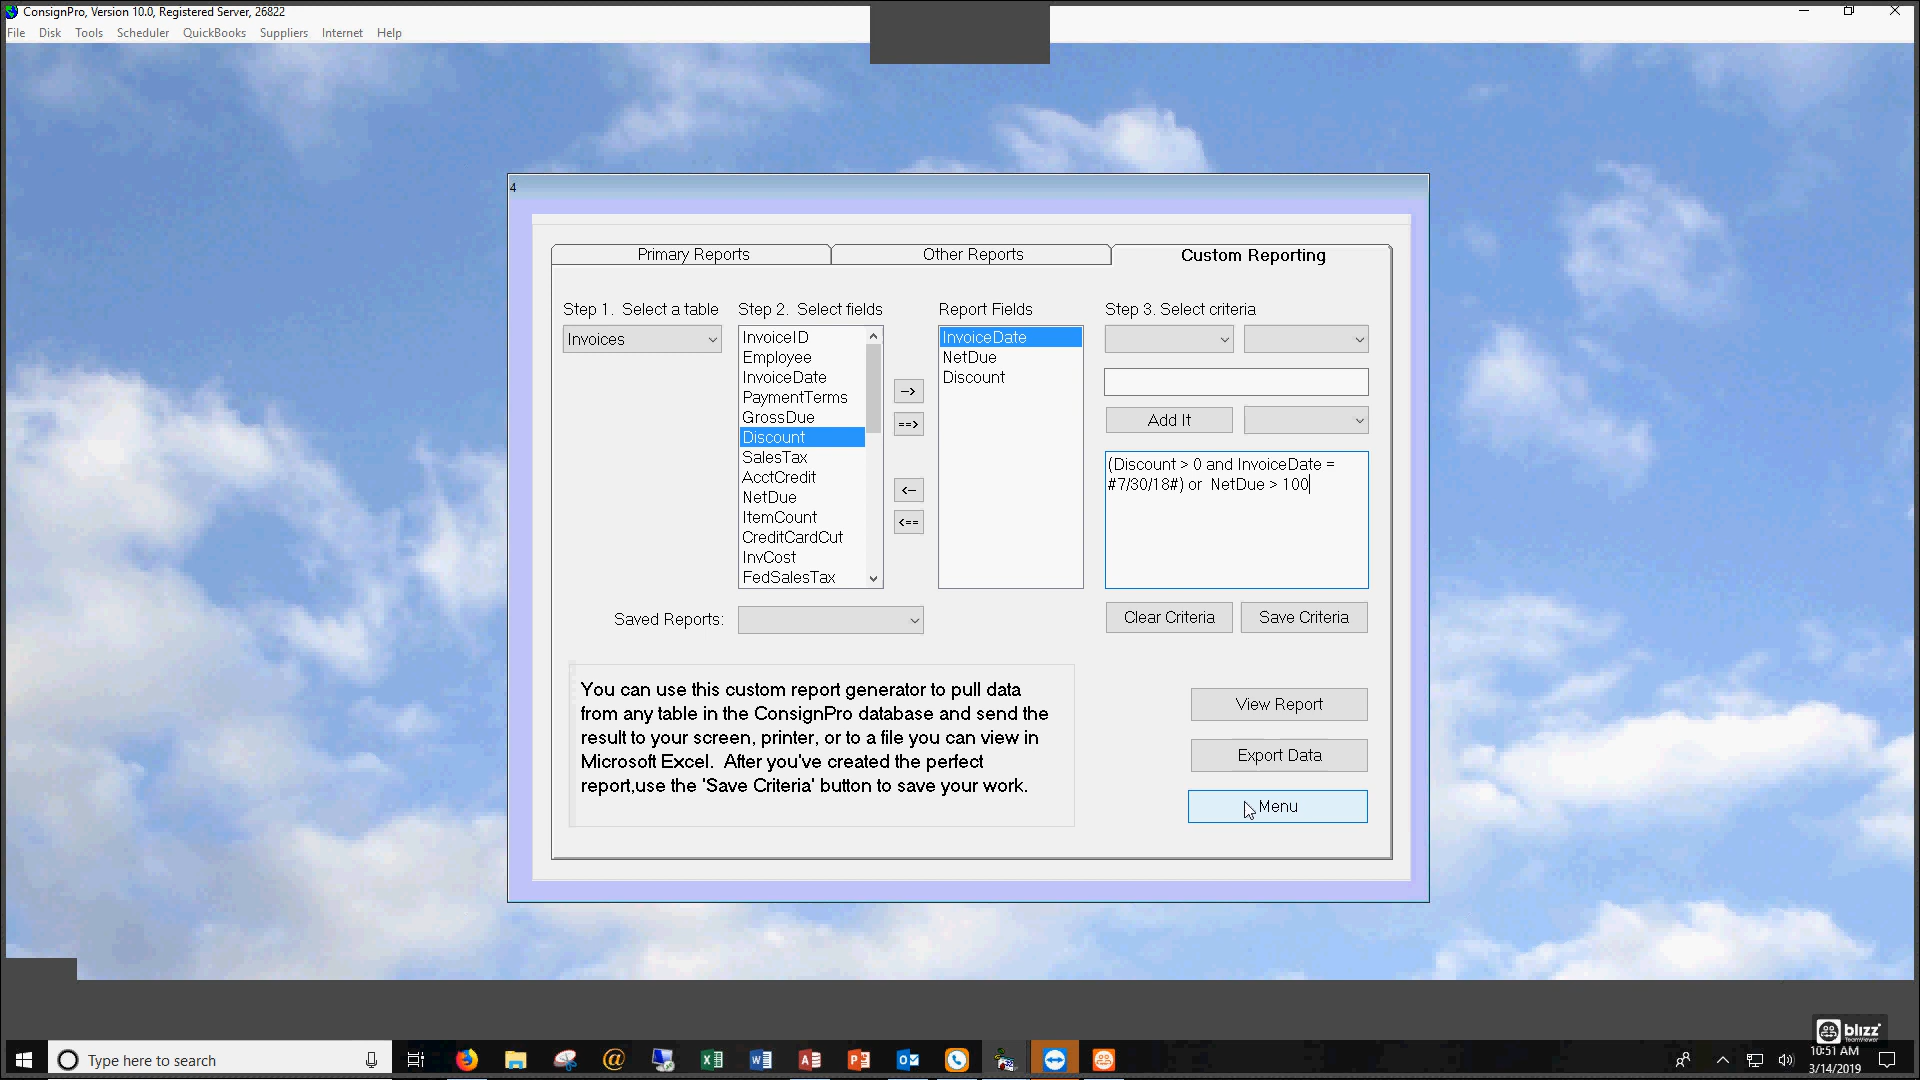 ConsignPro, Version 10.0, Registered Server, 26822
File Disk Tools Scheduler QuickBooks Suppliers Internet Help
4
Primary Reports Other Reports Custom Reporting
Step 1. Select a table
Invoices
Step 2. Select fields
InvoiceID
Employee
InvoiceDate
PaymentTerms
GrossDue
Discount
SalesTax
AcctCredit
NetDue
ItemCount
CreditCardCut
InvCost
FedSalesTax
-->
==>
<--
<==
Report Fields
InvoiceDate
NetDue
Discount
Step 3. Select criteria
Add It
(Discount > 0 and InvoiceDate =
#7/30/18#) or NetDue > 100
Clear Criteria Save Criteria
Saved Reports:
You can use this custom report generator to pull data
from any table in the ConsignPro database and send the
result to your screen, printer, or to a file you can view in
Microsoft Excel. After you've created the perfect
report,use the 'Save Criteria' button to save your work.
View Report
Export Data
Menu
blizz
TeamViewer
Type here to search
10:51 AM
3/14/2019